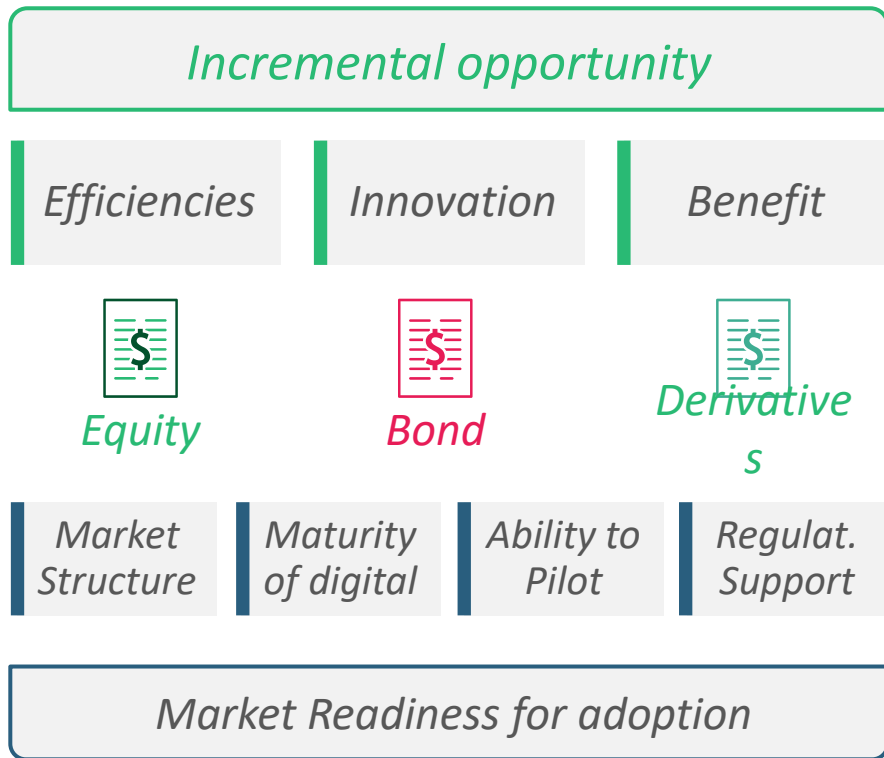 Incremental opportunity
Efficiencies
Innovation
Benefit
$
$
$
Equity
Bond
Derivative
s
Market
Structure
Maturity
of digital
Ability to
Pilot
Regulat.
Support
Market Readiness for adoption